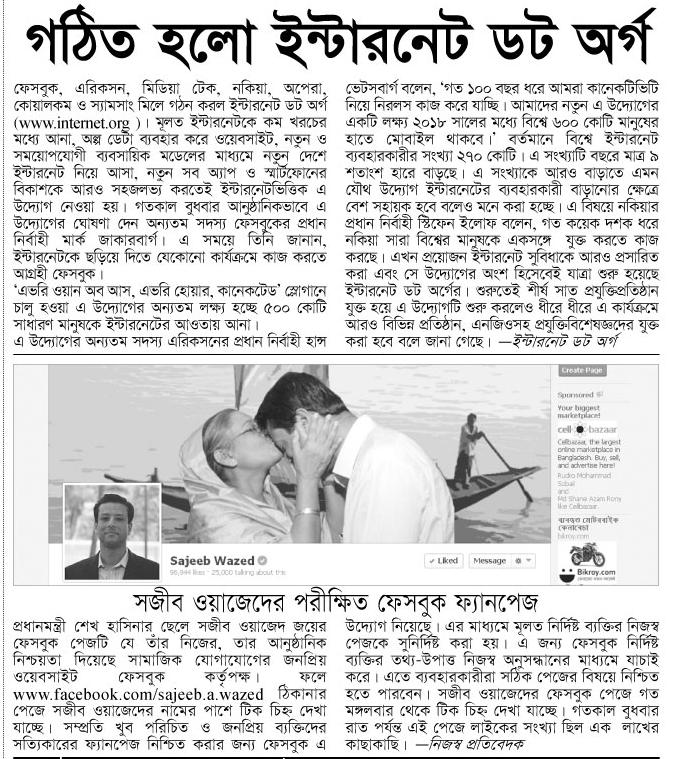 গঠিত হলো ইন্টারনেট ডট অর্গ
ফেসবুক, এরিকসন, মিডিয়া টেক, নকিয়া, অপেরা,
কোয়ালকম ও স্যামসাং মিলে গঠন করল ইন্টারনেট ডট অর্গ
(www.internet.org )। মূলত ইন্টারনেটকে কম খরচের
মধ্যে আনা, অল্প ডেটা ব্যবহার করে ওয়েবসাইট, নতুন ও
সময়োপযোগী ব্যবসায়িক মডেলের মাধ্যমে নতুন দেশে
ইন্টারনেট নিয়ে আসা, নতুন সব অ্যাপ ও স্মার্টফোনের
বিকাশকে আরও সহজলভ্য করতেই ইন্টারনেটভিত্তিক এ
উদ্যোগ নেওয়া হয়। গতকাল বুধবার আনুষ্ঠানিকভাবে এ
উদ্যোগের ঘোষণা দেন অন্যতম সদস্য ফেসবুকের প্রধান
নির্বাহী মার্ক জাকারবার্গ। এ সময়ে তিনি জানান,
ইন্টারনেটকে ছড়িয়ে দিতে যেকোনো কার্যক্রমে কাজ করতে
আগ্রহী ফেসবুক।
'এভরি ওয়ান অব আস, এভরি হোয়ার, কানেকটেড' স্লোগানে
চালু হওয়া এ উদ্যোগের অন্যতম লক্ষ্য হচ্ছে ৫০০ কোটি
সাধারণ মানুষকে ইন্টারনেটের আওতায় আনা।
এ উদ্যোগের অন্যতম সদস্য এরিকসনের প্রধান নির্বাহী হান্স
ভেটসবার্গ বলেন, 'গত ১০০ বছর ধরে আমরা কানেকটিভিটি
নিয়ে নিরলস কাজ করে যাচ্ছি। আমাদের নতুন এ উদ্যোগের
একটি লক্ষ্য ২০১৮ সালের মধ্যে বিশ্বে ৬০০ কোটি মানুষের
হাতে মোবাইল থাকবে।' বর্তমানে বিশ্বে ইন্টারনেট
ব্যবহারকারীর সংখ্যা ২৭০ কোটি। এ সংখ্যাটি বছরে মাত্র ৯
শতাংশ হারে বাড়ছে। এ সংখ্যাকে আরও বাড়াতে এমন
যৌথ উদ্যোগ ইন্টারনেটের ব্যবহারকারী বাড়ানোর ক্ষেত্রে
বেশ সহায়ক হবে বলেও মনে করা হচ্ছে। এ বিষয়ে নকিয়ার
প্রধান নির্বাহী স্টিফেন ইলোফ বলেন, গত কয়েক দশক ধরে
নকিয়া সারা বিশ্বের মানুষকে একসঙ্গে যুক্ত করতে কাজ
করছে। এখন প্রয়োজন ইন্টারনেট সুবিধাকে আরও প্রসারিত
করা এবং সে উদ্যোগের অংশ হিসেবেই যাত্রা শুরু হয়েছে
ইন্টারনেট ডট অর্গের। শুরুতেই শীর্ষ সাত প্রযুক্তিপ্রতিষ্ঠান
যুক্ত হয়ে এ উদ্যোগটি শুরু করলেও ধীরে ধীরে এ কার্যক্রমে
আরও বিভিন্ন প্রতিষ্ঠান, এনজিওসহ প্রযুক্তিবিশেষজ্ঞদের যুক্ত
করা হবে বলে জানা গেছে। —ইন্টারনেট ডট অর্গ
Sajeeb Wazed
96,944 likes · 25,000 talking about this
Liked
Message
Create Page
Sponsored
Your biggest
marketplace!
cellbazaar
Cellbazaar, the largest
online marketplace in
Bangladesh. Buy, sell,
and advertise here!
Rudro Mohammad
Sobail
and
Md Shane Azam Rony
like Cellbazaar.
ব্যবহৃত মোটরবাইক
কেনাবেচা
bikroy.com
Bikroy.com
সজীব ওয়াজেদের পরীক্ষিত ফেসবুক ফ্যানপেজ
প্রধানমন্ত্রী শেখ হাসিনার ছেলে সজীব ওয়াজেদ জয়ের
ফেসবুক পেজটি যে তাঁর নিজের, তার আনুষ্ঠানিক
নিশ্চয়তা দিয়েছে সামাজিক যোগাযোগের জনপ্রিয়
ওয়েবসাইট ফেসবুক কর্তৃপক্ষ। ফলে
www.facebook.com/sajeeb.a.wazed ঠিকানার
পেজে সজীব ওয়াজেদের নামের পাশে টিক চিহ্ন দেখা
যাচ্ছে। সম্প্রতি খুব পরিচিত ও জনপ্রিয় ব্যক্তিদের
সত্যিকারের ফ্যানপেজ নিশ্চিত করার জন্য ফেসবুক এ
উদ্যোগ নিয়েছে। এর মাধ্যমে মূলত নির্দিষ্ট ব্যক্তির নিজস্ব
পেজকে সুনির্দিষ্ট করা হয়। এ জন্য ফেসবুক নির্দিষ্ট
ব্যক্তির তথ্য-উপাত্ত নিজস্ব অনুসন্ধানের মাধ্যমে যাচাই
করে। এতে ব্যবহারকারীরা সঠিক পেজের বিষয়ে নিশ্চিত
হতে পারবেন। সজীব ওয়াজেদের ফেসবুক পেজে গত
মঙ্গলবার থেকে টিক চিহ্ন দেখা যাচ্ছে। গতকাল বুধবার
রাত পর্যন্ত এই পেজে লাইকের সংখ্যা ছিল এক লাখের
কাছাকাছি। —নিজস্ব প্রতিবেদক